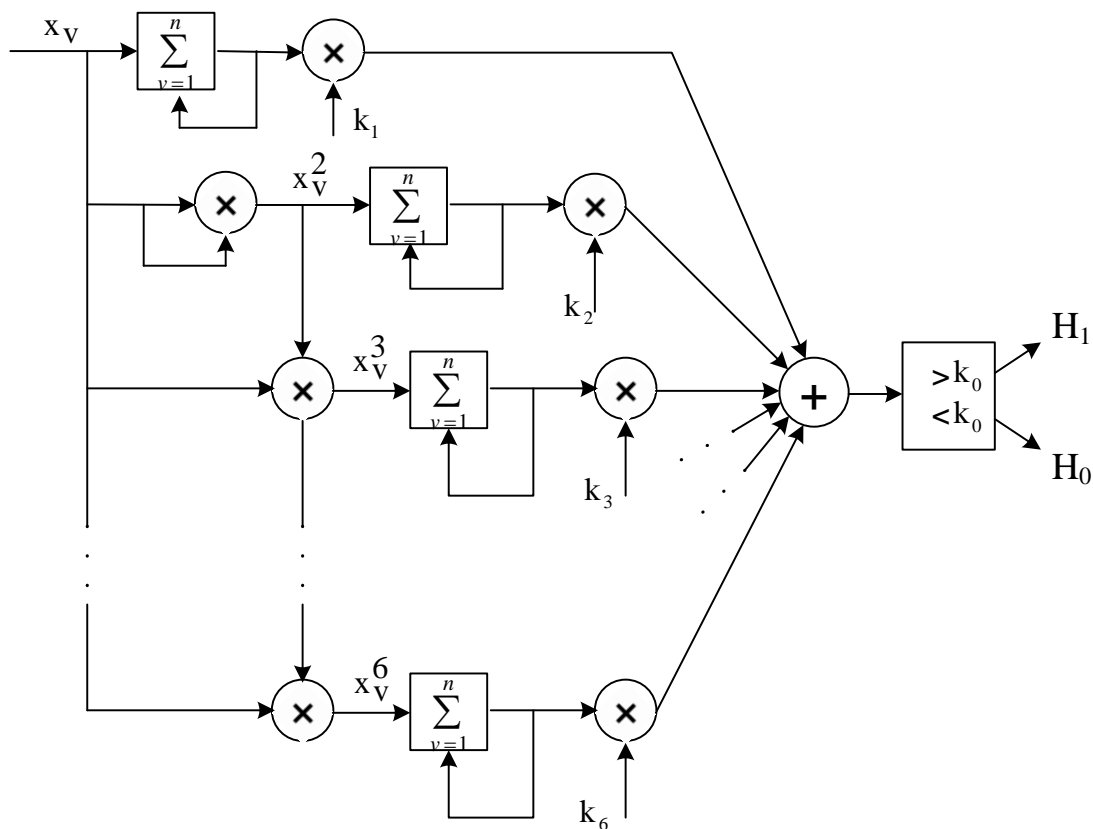 x_v
n
∑
v=1
×
k_1
×
x_v^2
n
∑
v=1
×
k_2
×
x_v^3
n
∑
v=1
×
k_3
+
>k_0
<k_0
H_1
H_0
×
x_v^6
n
∑
v=1
×
k_6